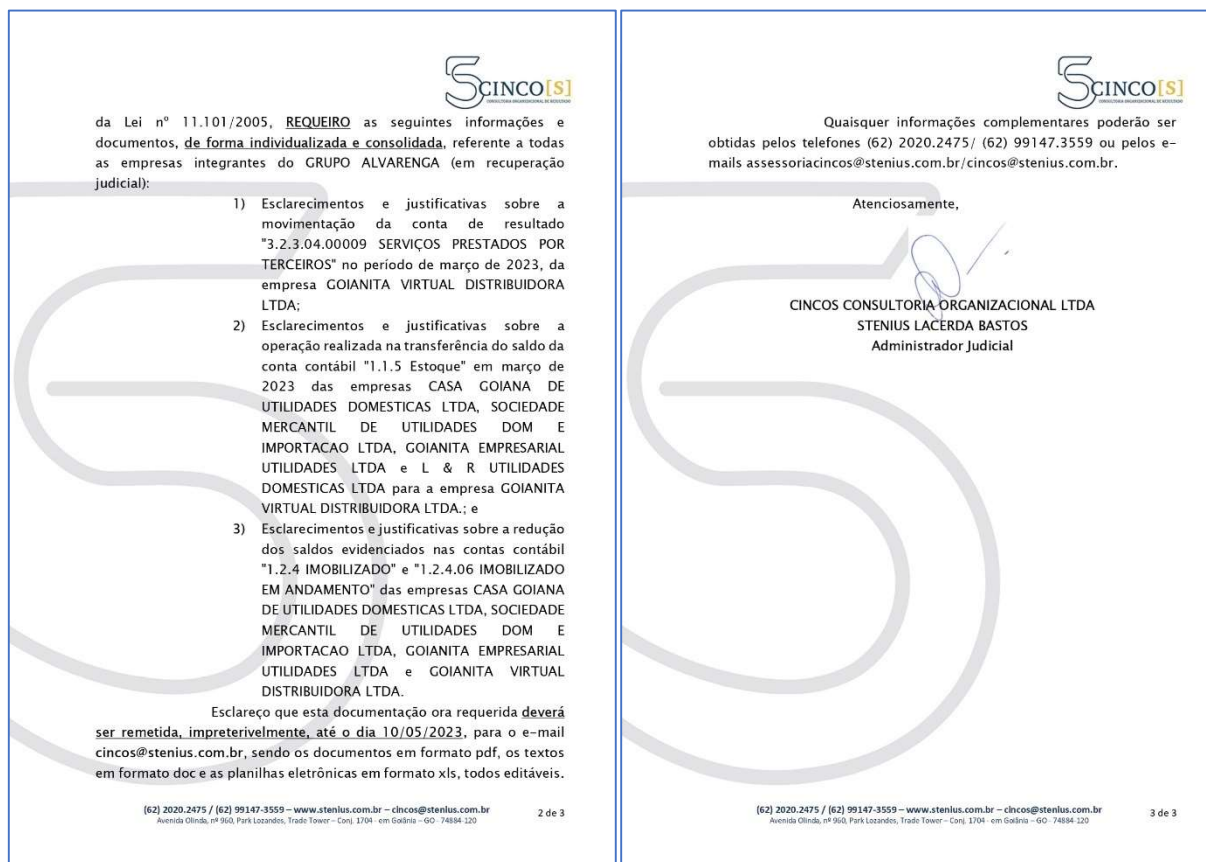 5CINCO[S]
CONSULTORIA ORGANIZACIONAL DE RESULTADO
da Lei nº 11.101/2005, REQUEIRO as seguintes informações e
documentos, de forma individualizada e consolidada, referente a todas
as empresas integrantes do GRUPO ALVARENGA (em recuperação
judicial):
1) Esclarecimentos e justificativas sobre a
movimentação da conta de resultado
"3.2.3.04.00009 SERVIÇOS PRESTADOS POR
TERCEIROS" no período de março de 2023, da
empresa GOIANITA VIRTUAL DISTRIBUIDORA
LTDA;
2) Esclarecimentos e justificativas sobre a
operação realizada na transferência do saldo da
conta contábil "1.1.5 Estoque" em março de
2023 das empresas CASA GOIANA DE
UTILIDADES DOMESTICAS LTDA, SOCIEDADE
MERCANTIL DE UTILIDADES DOM E
IMPORTACAO LTDA, GOIANITA EMPRESARIAL
UTILIDADES LTDA e L & R UTILIDADES
DOMESTICAS LTDA para a empresa GOIANITA
VIRTUAL DISTRIBUIDORA LTDA.; e
3) Esclarecimentos e justificativas sobre a redução
dos saldos evidenciados nas contas contábil
"1.2.4 IMOBILIZADO" e "1.2.4.06 IMOBILIZADO
EM ANDAMENTO" das empresas CASA GOIANA
DE UTILIDADES DOMESTICAS LTDA, SOCIEDADE
MERCANTIL DE UTILIDADES DOM E
IMPORTACAO LTDA, GOIANITA EMPRESARIAL
UTILIDADES LTDA e GOIANITA VIRTUAL
DISTRIBUIDORA LTDA.
Esclareço que esta documentação ora requerida deverá
ser remetida, impreterivelmente, até o dia 10/05/2023, para o e-mail
cincos@stenius.com.br, sendo os documentos em formato pdf, os textos
em formato doc e as planilhas eletrônicas em formato xls, todos editáveis.
(62) 2020.2475 / (62) 99147-3559 – www.stenius.com.br – cincos@stenius.com.br
Avenida Olinda, nº 960, Park Lozandes, Trade Tower – Conj. 1704 - em Goiânia – GO - 74884-120
2 de 3
5CINCO[S]
CONSULTORIA ORGANIZACIONAL DE RESULTADO
Quaisquer informações complementares poderão ser
obtidas pelos telefones (62) 2020.2475/ (62) 99147.3559 ou pelos e-
mails assessoriacincos@stenius.com.br/cincos@stenius.com.br.
Atenciosamente,
CINCOS CONSULTORIA ORGANIZACIONAL LTDA
STENIUS LACERDA BASTOS
Administrador Judicial
(62) 2020.2475 / (62) 99147-3559 – www.stenius.com.br – cincos@stenius.com.br
Avenida Olinda, nº 960, Park Lozandes, Trade Tower – Conj. 1704 - em Goiânia – GO - 74884-120
3 de 3